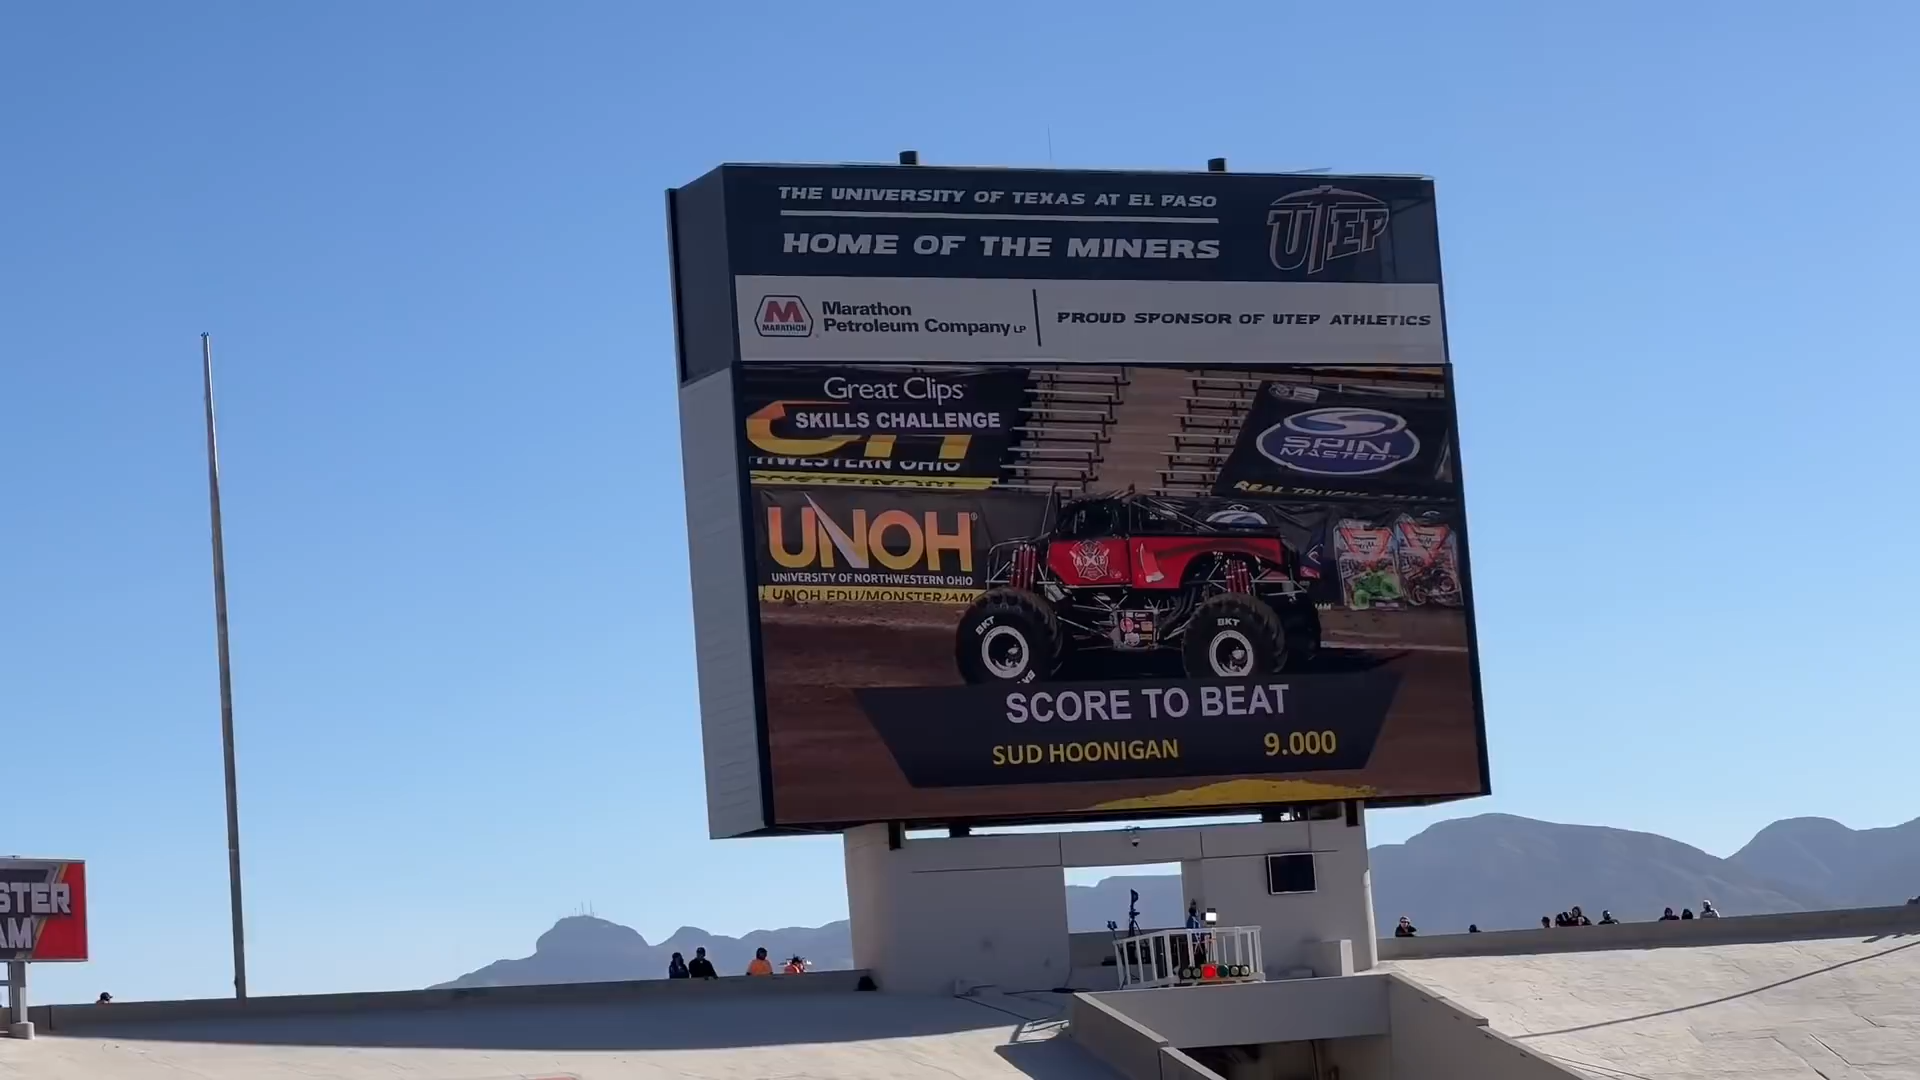 THE UNIVERSITY OF TEXAS AT EL PASO
HOME OF THE MINERS
UTEP
M
MARATHON
Marathon
Petroleum Company LP
PROUD SPONSOR OF UTEP ATHLETICS
Great Clips
SKILLS CHALLENGE
SPIN
MASTER
UNOH
UNIVERSITY OF NORTHWESTERN OHIO
UNOH.EDU/MONSTERJAM
AXE
BKT
BKT
SCORE TO BEAT
SUD HOONIGAN 9.000
STER
AM